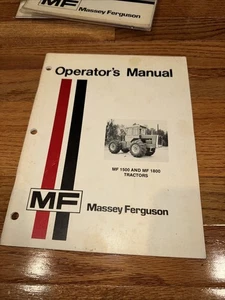 MF Massey Ferguson
Operator's Manual
MF 1500 AND MF 1800
TRACTORS
MF Massey Ferguson